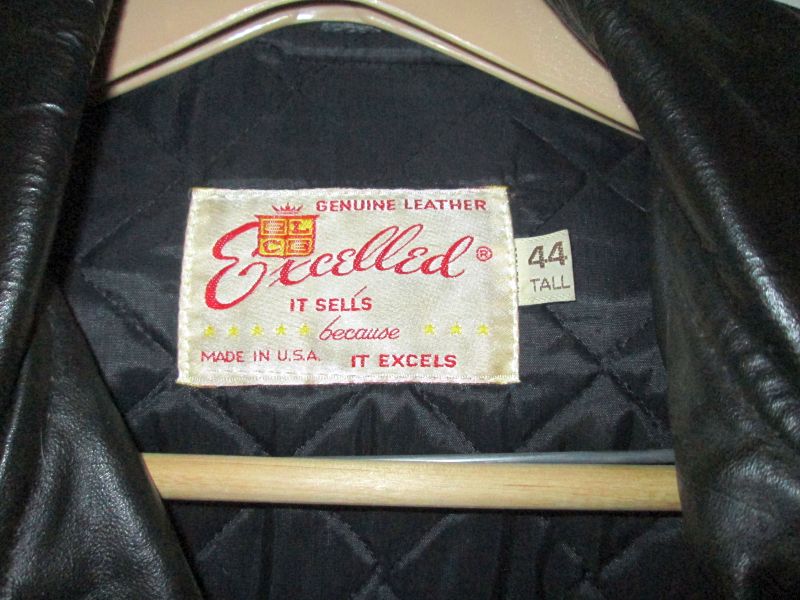 GENUINE LEATHER
Excelled®
IT SELLS
because
MADE IN U.S.A. IT EXCELS
44
TALL